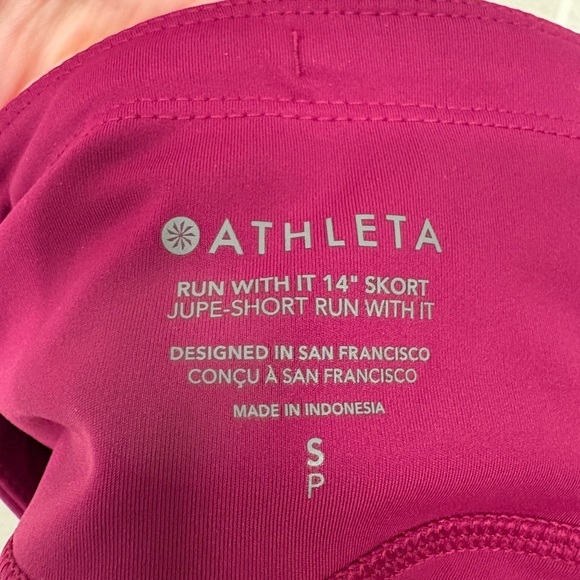 ATHLETA
RUN WITH IT 14" SKORT
JUPE-SHORT RUN WITH IT
DESIGNED IN SAN FRANCISCO
CONÇU À SAN FRANCISCO
MADE IN INDONESIA
S
P